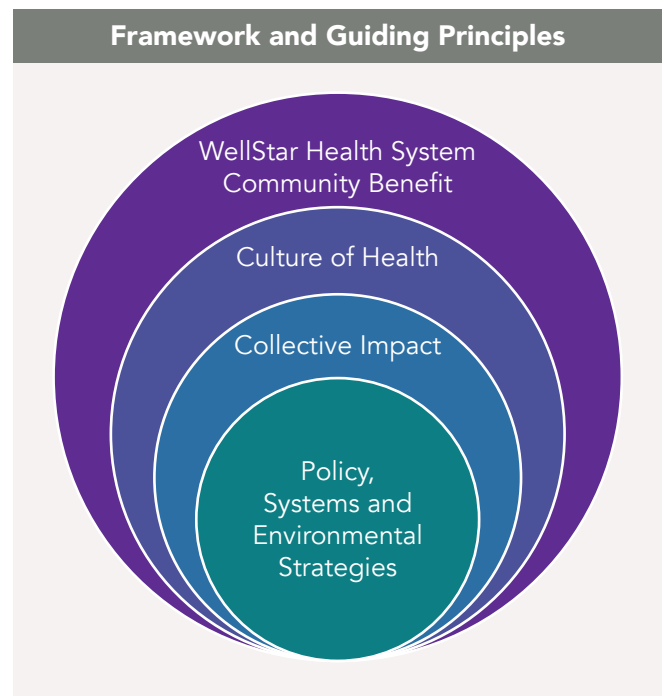 Framework and Guiding Principles
WellStar Health System
Community Benefit
Culture of Health
Collective Impact
Policy,
Systems and
Environmental
Strategies